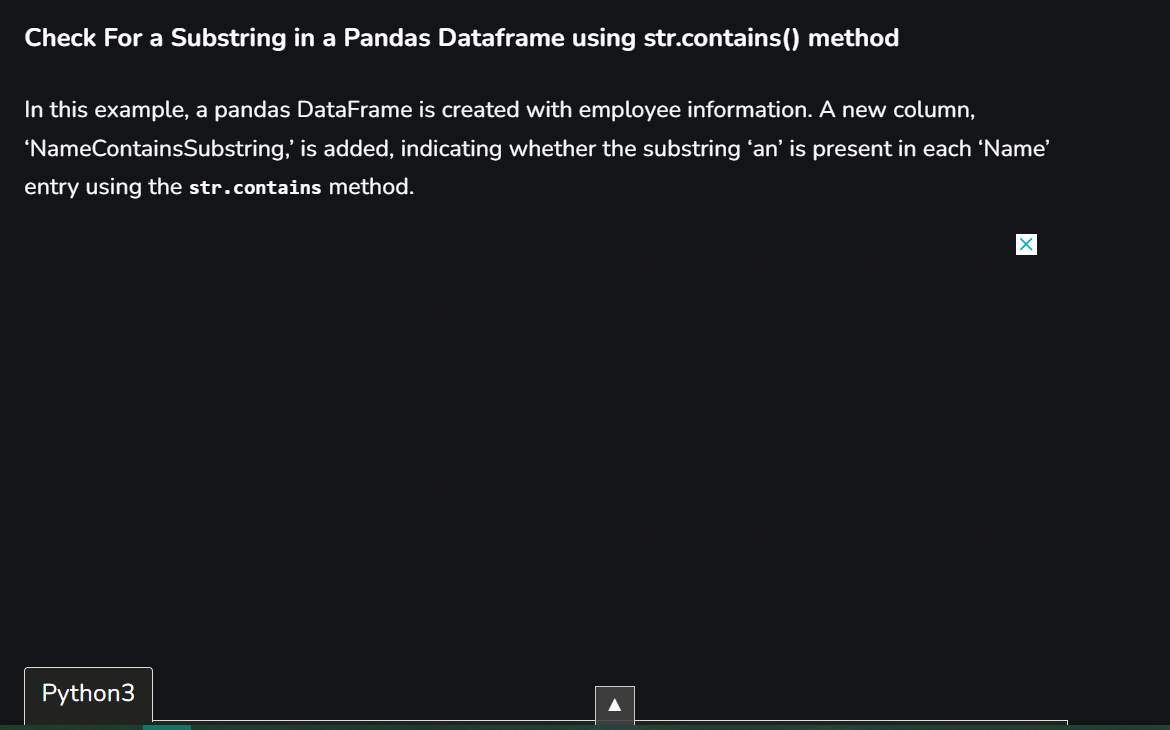 Check For a Substring in a Pandas Dataframe using str.contains() method
In this example, a pandas DataFrame is created with employee information. A new column,
‘NameContainsSubstring,’ is added, indicating whether the substring ‘an’ is present in each ‘Name’
entry using the str.contains method.
Python3